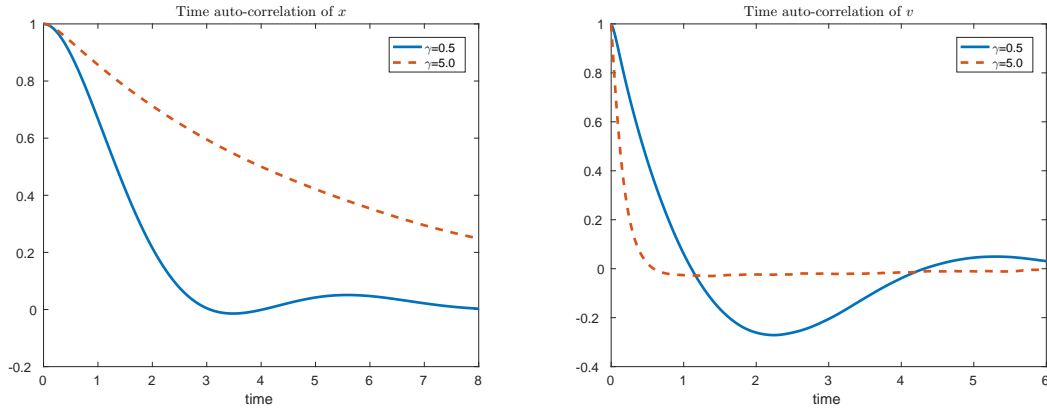 Time auto-correlation of x
γ=0.5
γ=5.0
1
0.8
0.6
0.4
0.2
0
-0.2
0 1 2 3 4 5 6 7 8
time
Time auto-correlation of v
γ=0.5
γ=5.0
1
0.8
0.6
0.4
0.2
0
-0.2
-0.4
0 1 2 3 4 5 6
time